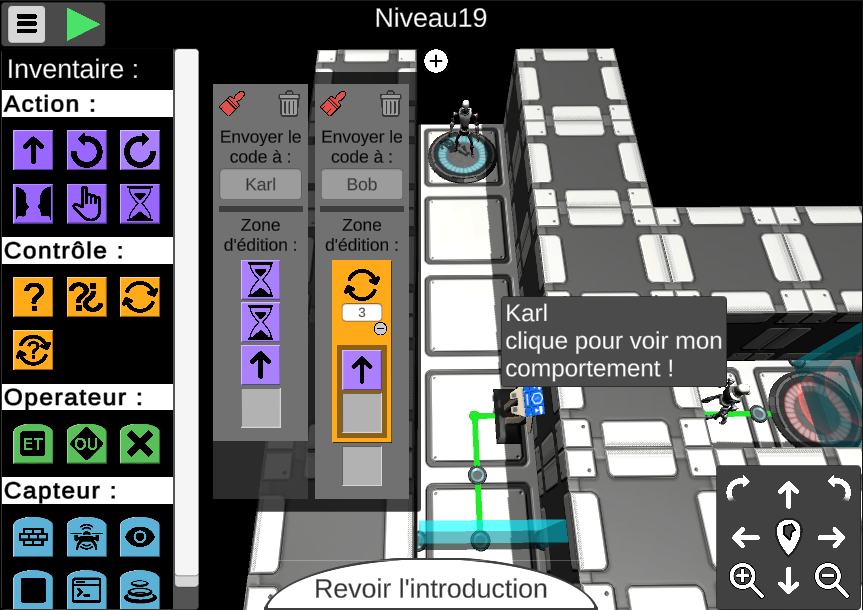 Niveau19
Inventaire :
Action :
Contrôle :
Operateur :
ET
OU
Capteur :
Envoyer le
code à :
Karl
Zone
d'édition :
Envoyer le
code à :
Bob
Zone
d'édition :
3
Karl
clique pour voir mon
comportement !
Revoir l'introduction